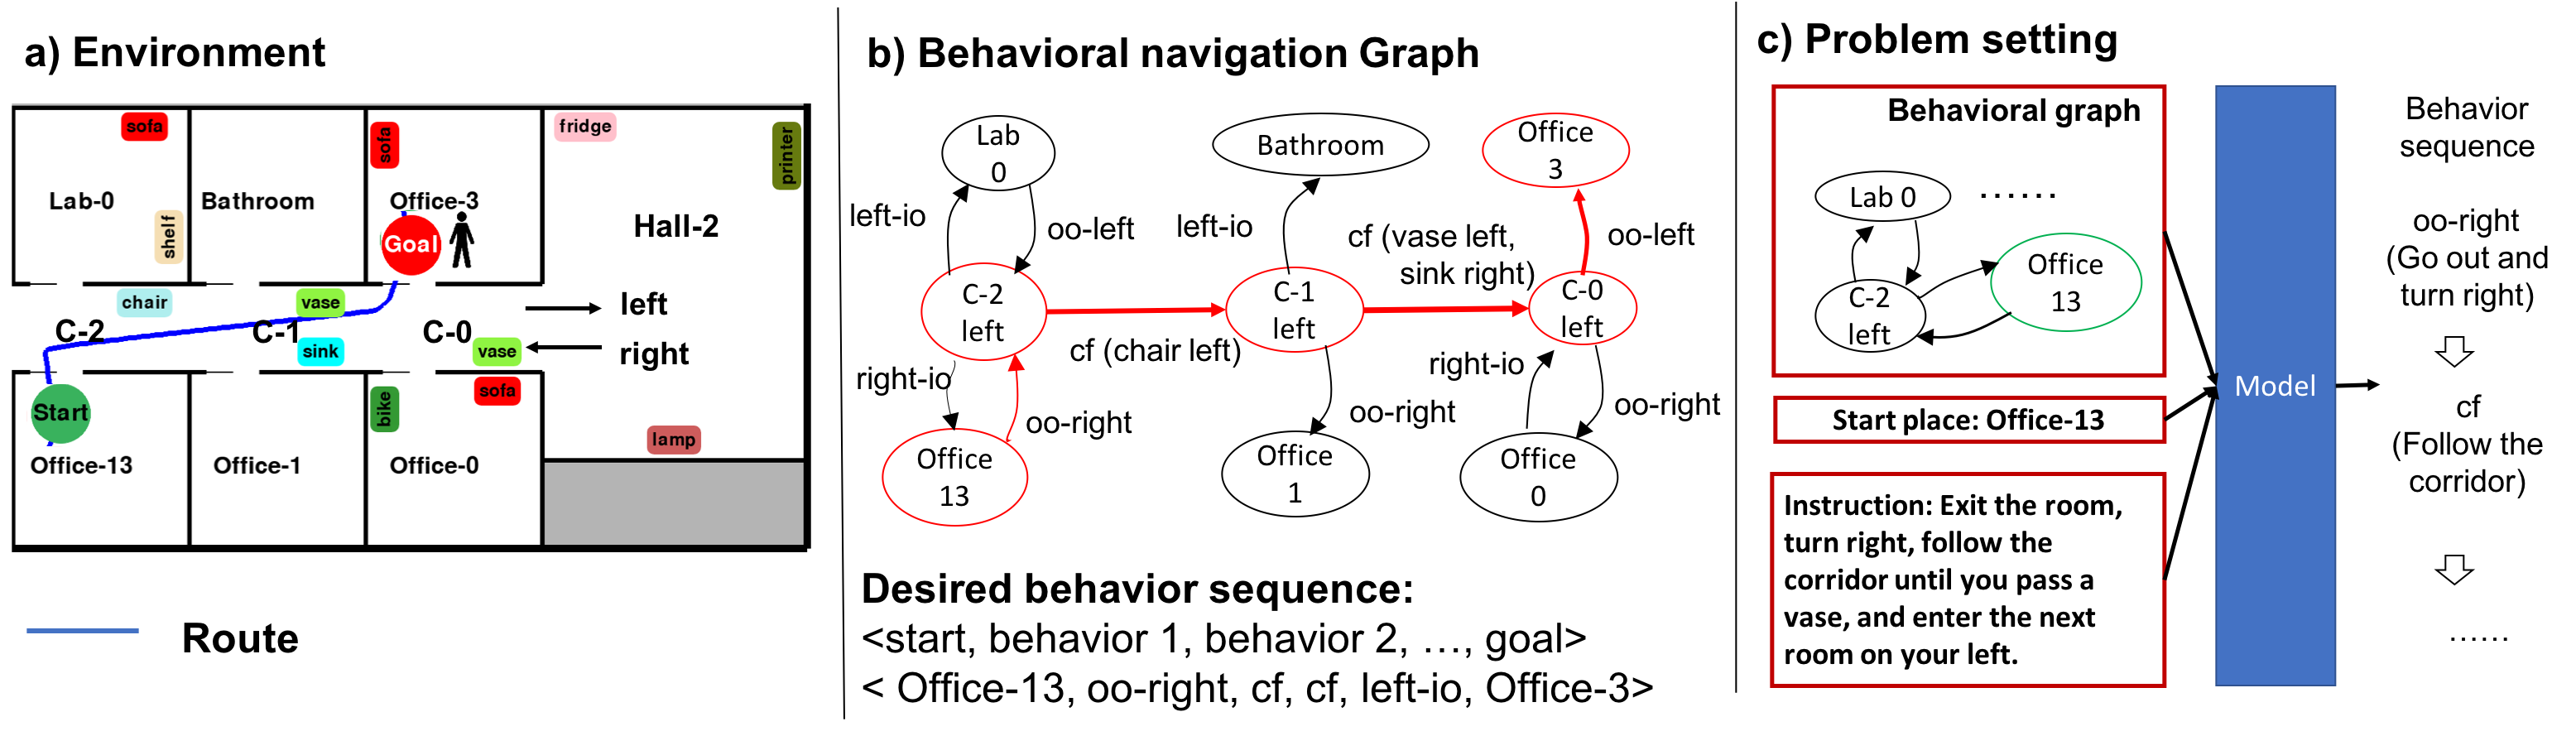 a) Environment
sofa
sofa
fridge
printer
Lab-0
Bathroom
Office-3
shelf
Goal
Hall-2
chair
vase
left
C-2
C-1
C-0
sink
vase
right
Start
bike
sofa
lamp
Office-13
Office-1
Office-0
Route
b) Behavioral navigation Graph
Lab
0
Bathroom
Office
3
left-io
oo-left
left-io
cf (vase left,
sink right)
oo-left
C-2
left
C-1
left
C-0
left
cf (chair left)
right-io
oo-right
right-io
oo-right
oo-right
Office
13
Office
1
Office
0
Desired behavior sequence:
<start, behavior 1, behavior 2, …, goal>
< Office-13, oo-right, cf, cf, left-io, Office-3>
c) Problem setting
Behavioral graph
Lab 0
......
Office
13
C-2
left
Start place: Office-13
Instruction: Exit the room,
turn right, follow the
corridor until you pass a
vase, and enter the next
room on your left.
Model
Behavior
sequence
oo-right
(Go out and
turn right)
cf
(Follow the
corridor)
......